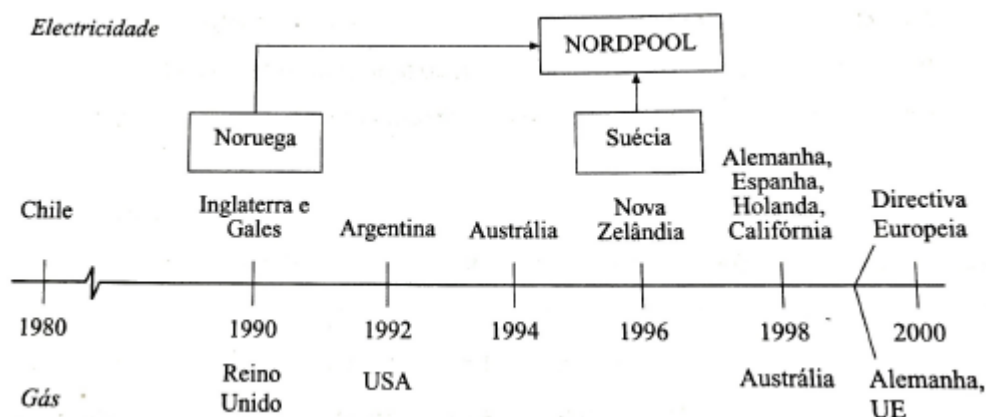 Electricidade
NORDPOOL
Noruega
Suécia
Chile
Inglaterra e
Gales
Argentina
Austrália
Nova
Zelândia
Alemanha,
Espanha,
Holanda,
Califórnia
Directiva
Europeia
1980
1990
1992
1994
1996
1998
2000
Gás
Reino
Unido
USA
Austrália
Alemanha,
UE